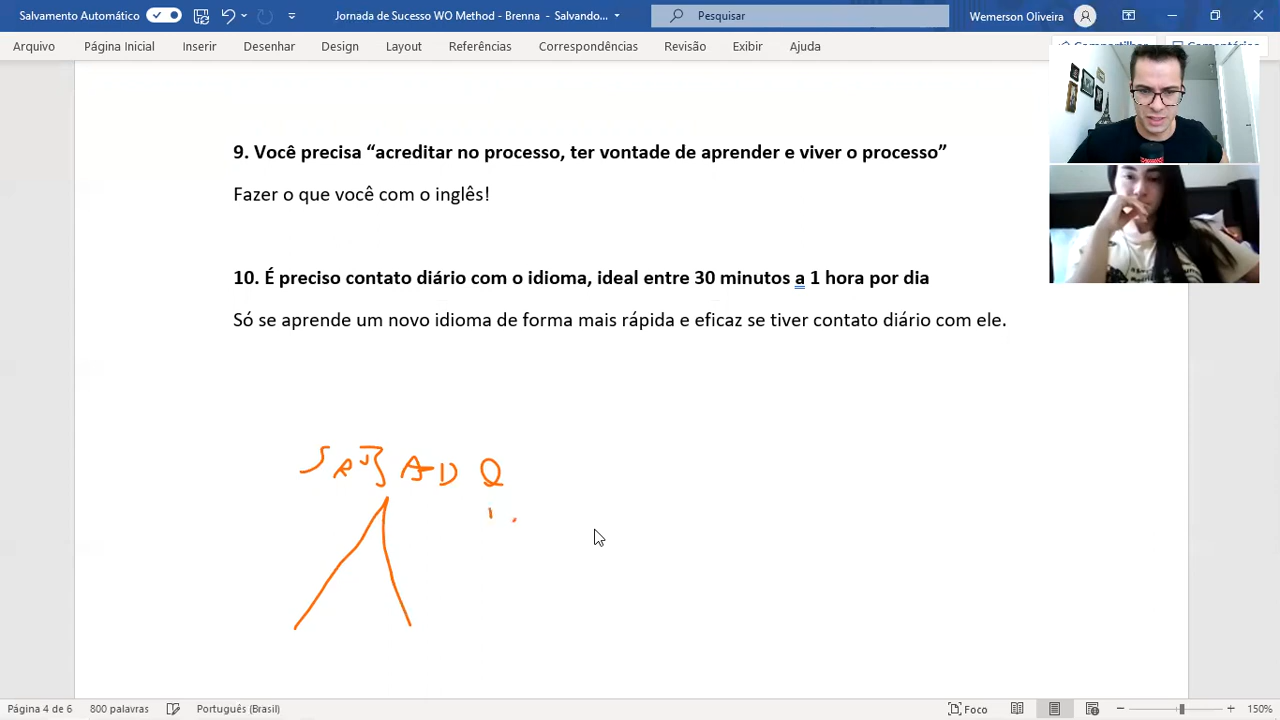 Salvamento Automático
Jornada de Sucesso WO Method - Brenna - Salvando...
Pesquisar
Wemerson Oliveira
Arquivo Página Inicial Inserir Desenhar Design Layout Referências Correspondências Revisão Exibir Ajuda
9. Você precisa “acreditar no processo, ter vontade de aprender e viver o processo”
Fazer o que você com o inglês!
10. É preciso contato diário com o idioma, ideal entre 30 minutos a 1 hora por dia
Só se aprende um novo idioma de forma mais rápida e eficaz se tiver contato diário com ele.
Página 4 de 6 800 palavras Português (Brasil) Foco 150%